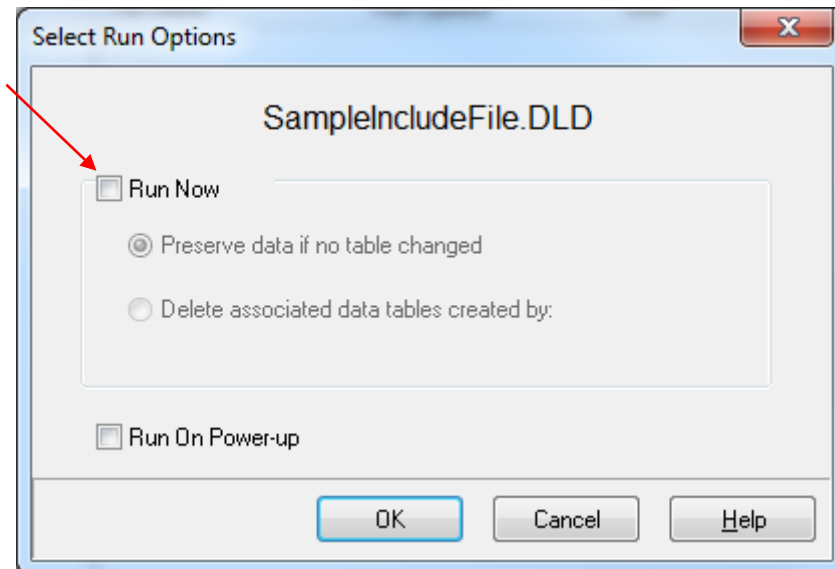 Select Run Options
SampleIncludeFile.DLD
Run Now
Preserve data if no table changed
Delete associated data tables created by:
Run On Power-up
OK Cancel Help